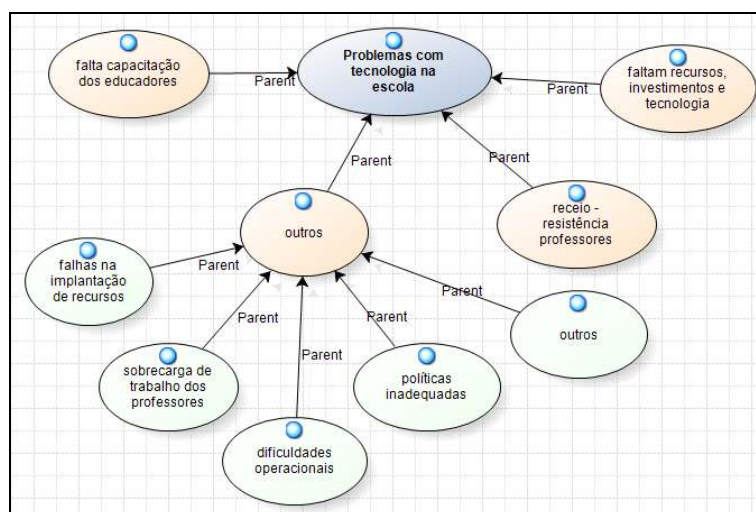 falta capacitação
dos educadores
Parent
Problemas com
tecnologia na
escola
Parent
faltam recursos,
investimentos e
tecnologia
Parent
Parent
receio -
resistência
professores
outros
falhas na
implantação
de recursos
Parent
Parent
outros
Parent
Parent
Parent
sobrecarga de
trabalho dos
professores
políticas
inadequadas
dificuldades
operacionais